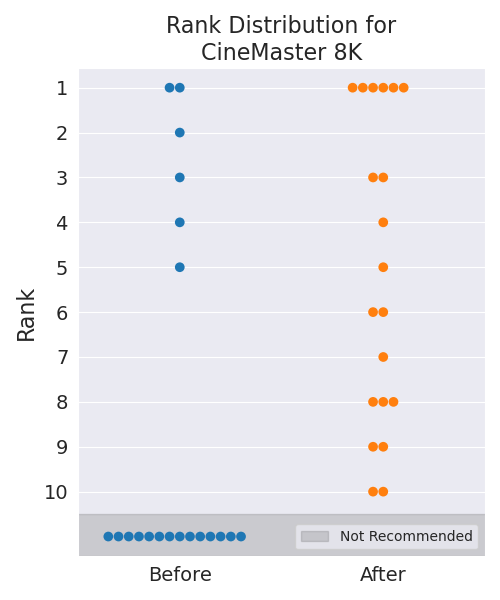 Rank Distribution for
CineMaster 8K
Rank
1
2
3
4
5
6
7
8
9
10
Not Recommended
Before After